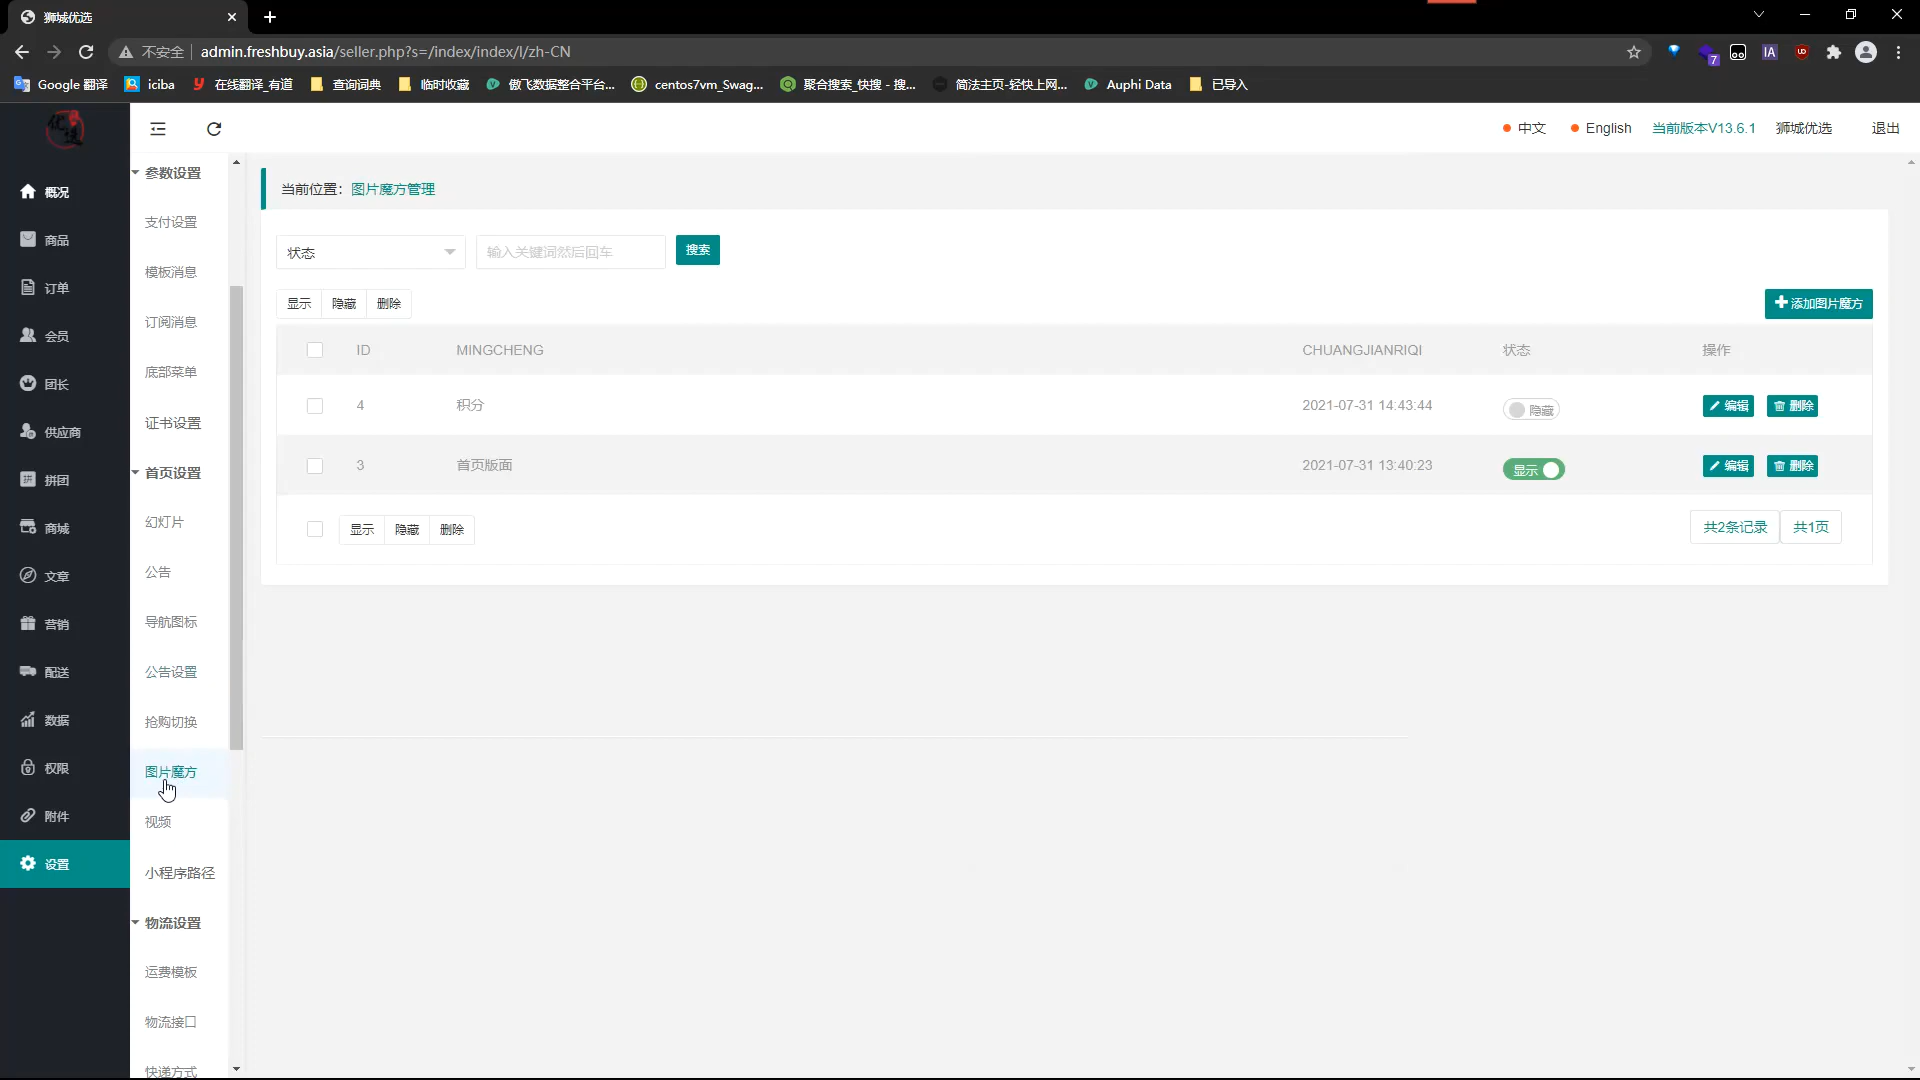 狮城优选
不安全 admin.freshbuy.asia/seller.php?s=/index/index/l/zh-CN
7
IA
Google 翻译
iciba
在线翻译_有道
查询词典
临时收藏
傲飞数据整合平台...
centos7vm_Swag...
聚合搜索_快搜 - 搜...
简法主页-轻快上网...
Auphi Data
已导入
中文
English
当前版本V13.6.1
狮城优选
退出
概况
商品
订单
会员
团长
供应商
拼团
商城
文章
营销
配送
数据
权限
附件
设置
参数设置
支付设置
模板消息
订阅消息
底部菜单
证书设置
首页设置
幻灯片
公告
导航图标
公告设置
抢购切换
图片魔方
视频
小程序路径
物流设置
运费模板
物流接口
快递方式
当前位置：图片魔方管理
状态
输入关键词然后回车
搜索
显示 隐藏 删除
添加图片魔方
ID MINGCHENG CHUANGJIANRIQI 状态 操作
4 积分 2021-07-31 14:43:44 隐藏 编辑 删除
3 首页版面 2021-07-31 13:40:23 显示 编辑 删除
显示 隐藏 删除
共2条记录 共1页